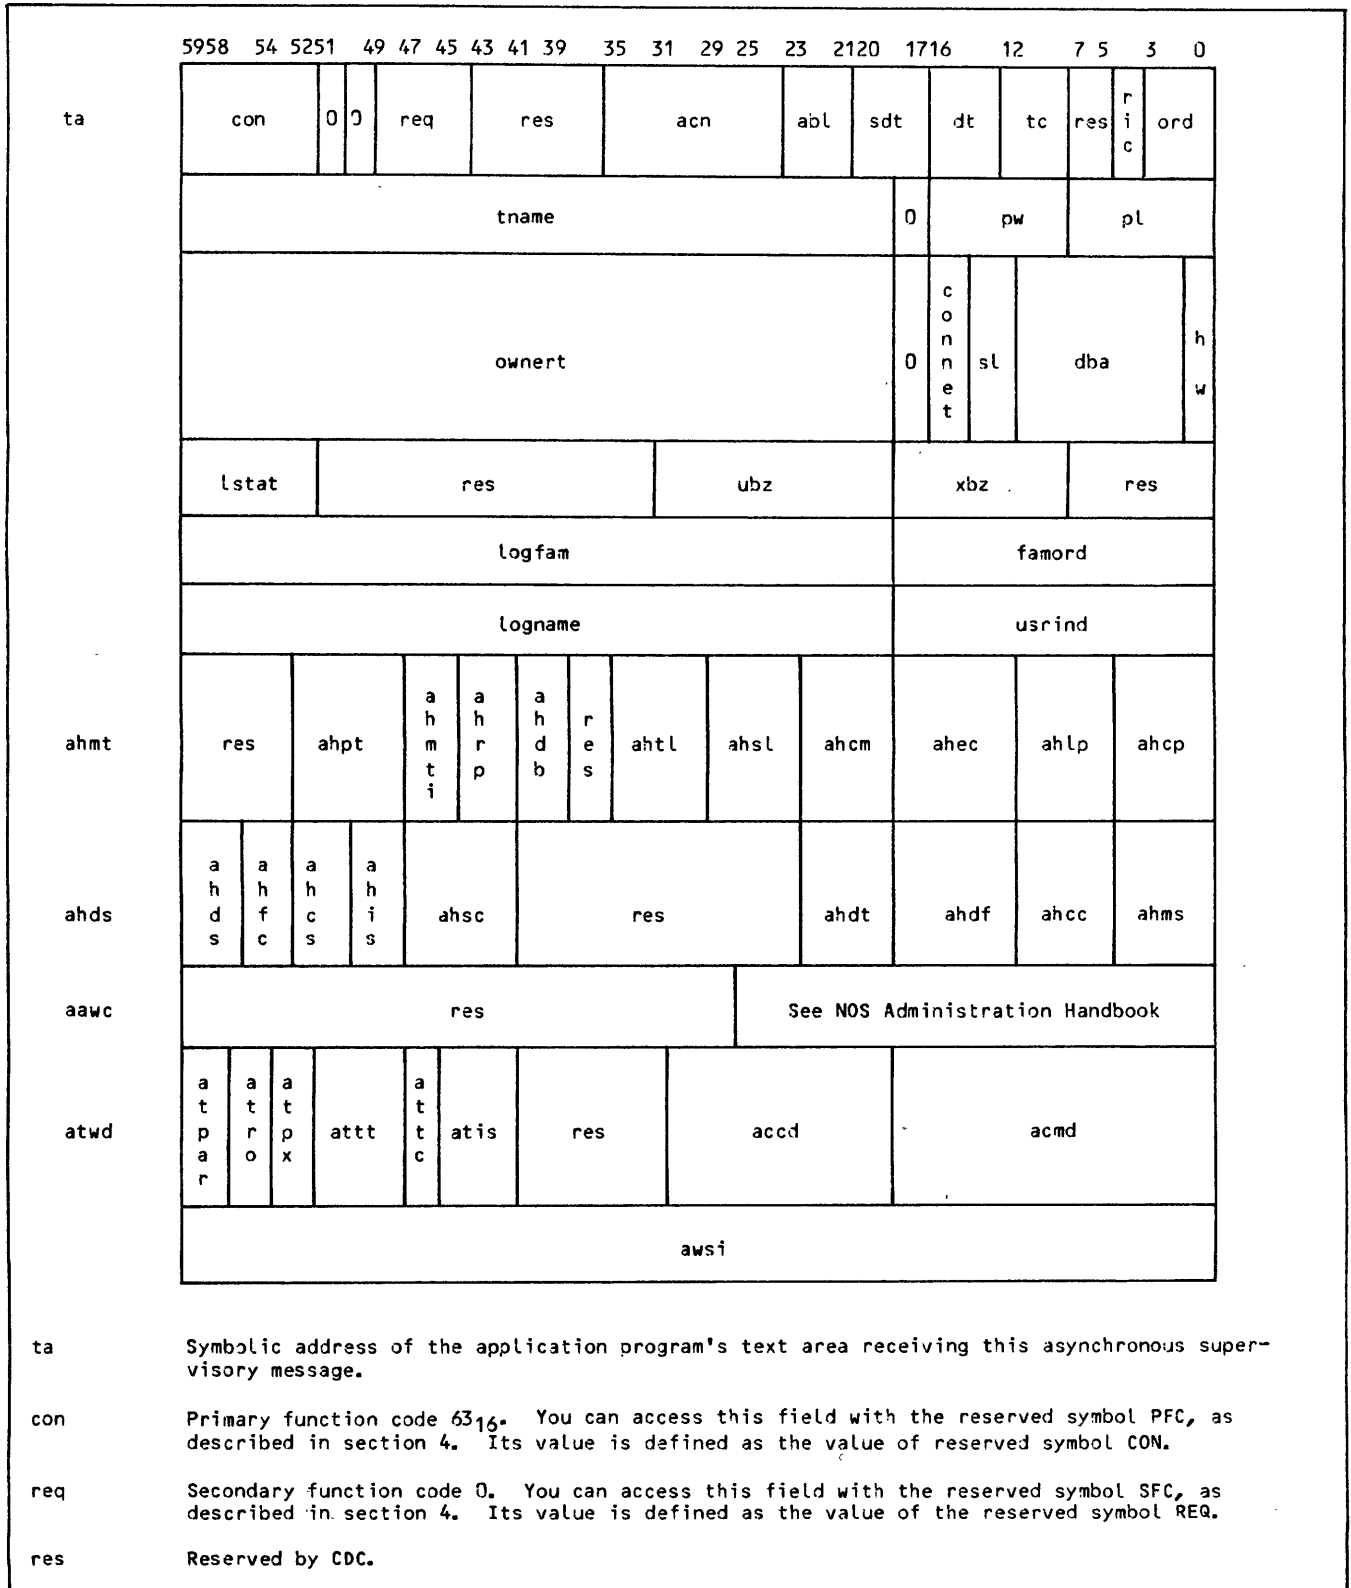 5958 54 5251 49 47 45 43 41 39 35 31 29 25 23 2120 1716 12 7 5 3 0
ta con 0 0 req res acn abl sdt dt tc res ric ord
tname 0 pw pl
ownert 0 connet sl dba hw
lstat res ubz xbz res
logfam famord
logname usrind
ahmt res ahpt ahmti ahrp ahdb res ahtl ahsl ahcm ahec ahlp ahcp
ahds ahds ahfc ahcs ahis ahsc res ahdt ahdf ahcc ahms
aawc res See NOS Administration Handbook
atwd atpar atro atpx attt attc atis res accd acmd
awsi
ta Symbolic address of the application program's text area receiving this asynchronous super-
visory message.
con Primary function code 63₁₆. You can access this field with the reserved symbol PFC, as
described in section 4. Its value is defined as the value of reserved symbol CON.
req Secondary function code 0. You can access this field with the reserved symbol SFC, as
described in section 4. Its value is defined as the value of the reserved symbol REQ.
res Reserved by CDC.